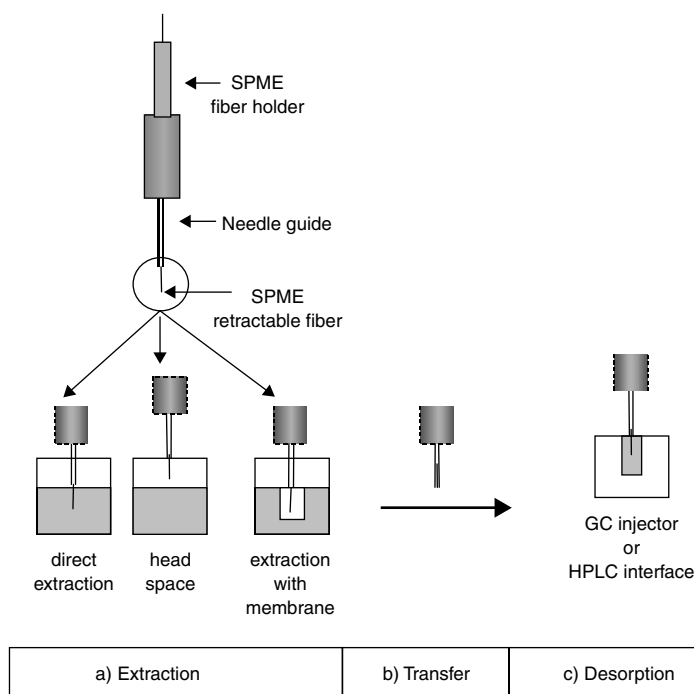 SPME
fiber holder
Needle guide
SPME
retractable fiber
direct
extraction
head
space
extraction
with
membrane
GC injector
or
HPLC interface
a) Extraction
b) Transfer
c) Desorption